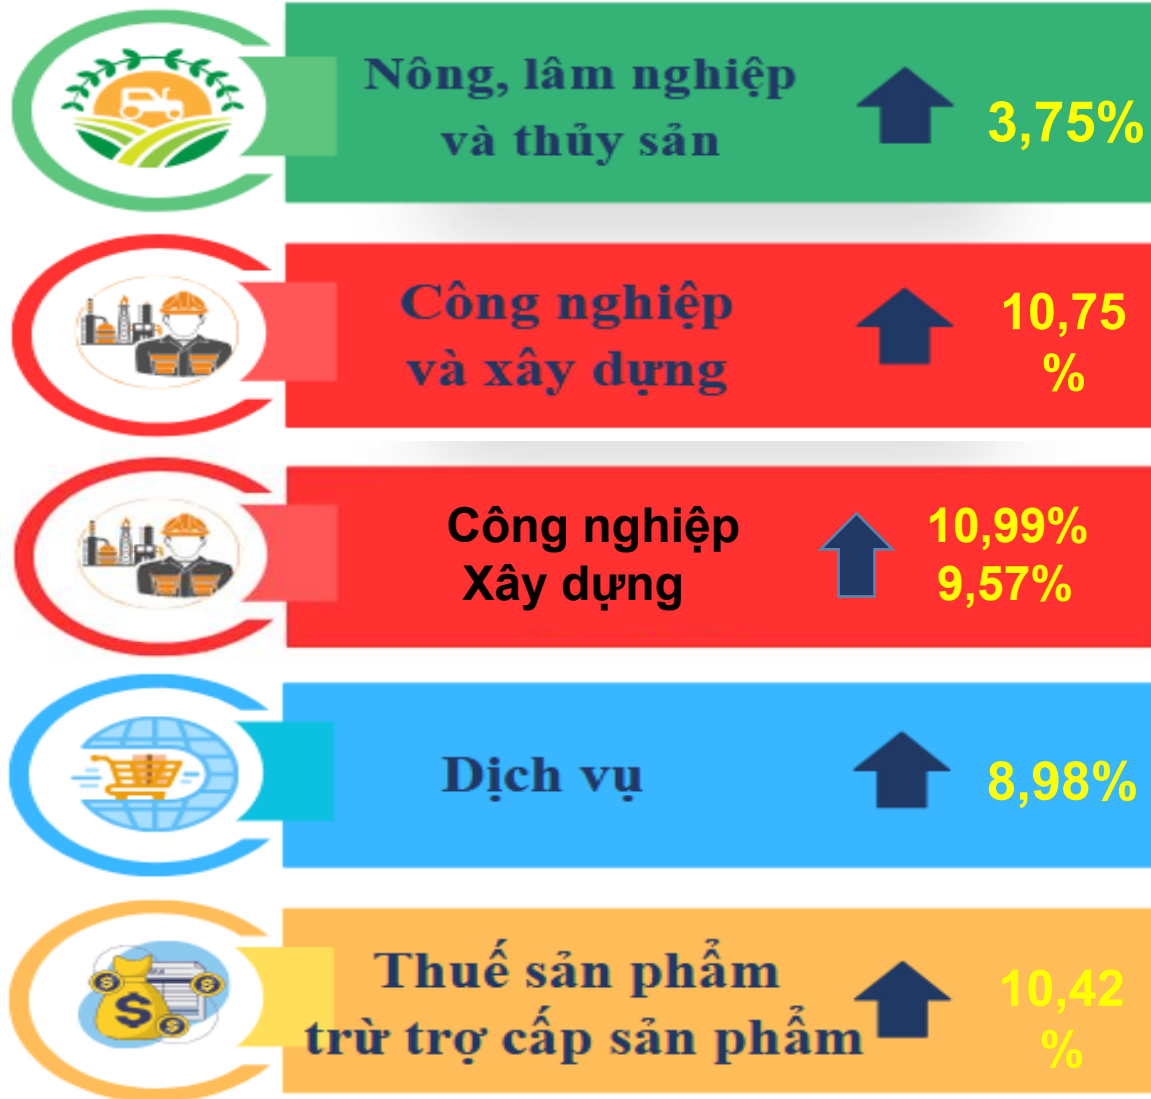 Nông, lâm nghiệp
và thủy sản
3,75%
Công nghiệp
và xây dựng
10,75
%
Công nghiệp
10,99%
Xây dựng
9,57%
Dịch vụ
8,98%
Thuế sản phẩm
trừ trợ cấp sản phẩm
10,42
%
$
$
$
$